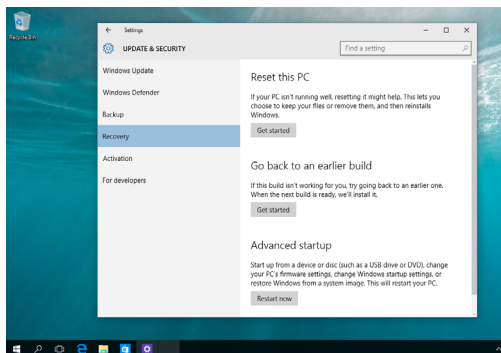 Recycle Bin
Settings
UPDATE & SECURITY
Find a setting
Windows Update
Windows Defender
Backup
Recovery
Activation
For developers
Reset this PC
If your PC isn't running well, resetting it might help. This lets you
choose to keep your files or remove them, and then reinstalls
Windows.
Get started
Go back to an earlier build
If this build isn't working for you, try going back to an earlier one.
When the next build is ready, we'll install it.
Get started
Advanced startup
Start up from a device or disc (such as a USB drive or DVD), change
your PC's firmware settings, change Windows startup settings, or
restore Windows from a system image. This will restart your PC.
Restart now